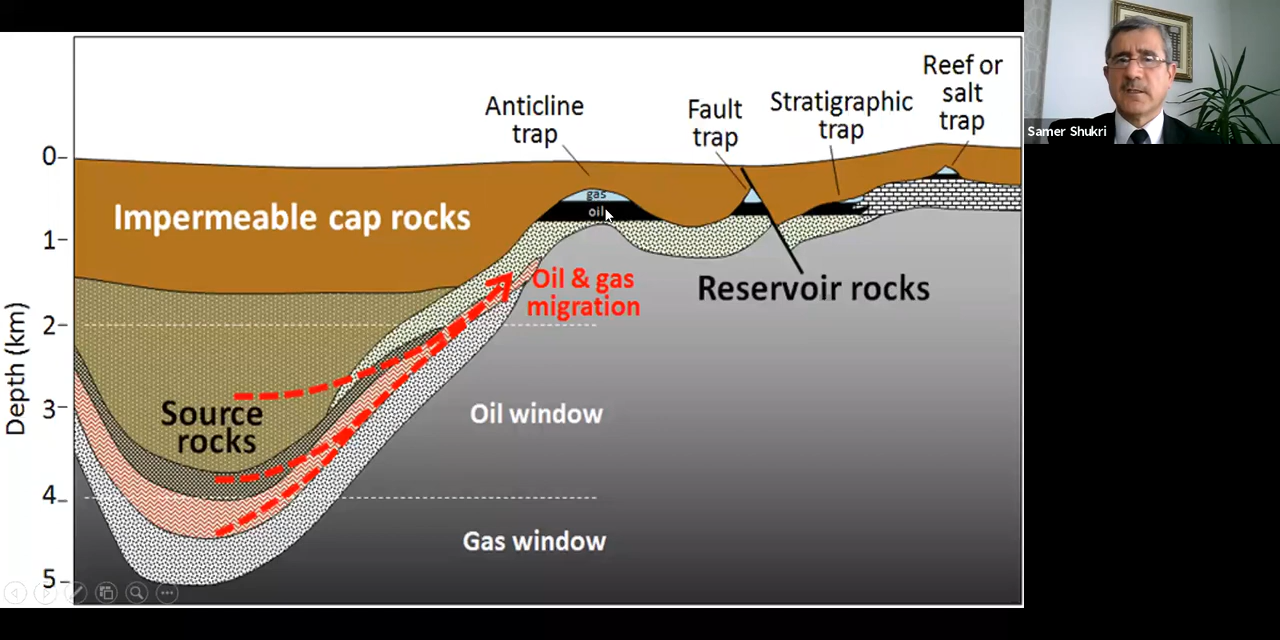 Anticline
trap
Fault
trap
Stratigraphic
trap
Reef or
salt
trap
Samer Shukri
0
1
2
3
4
5
Depth (km)
Impermeable cap rocks
gas
oil
Oil & gas
migration
Reservoir rocks
Source
rocks
Oil window
Gas window